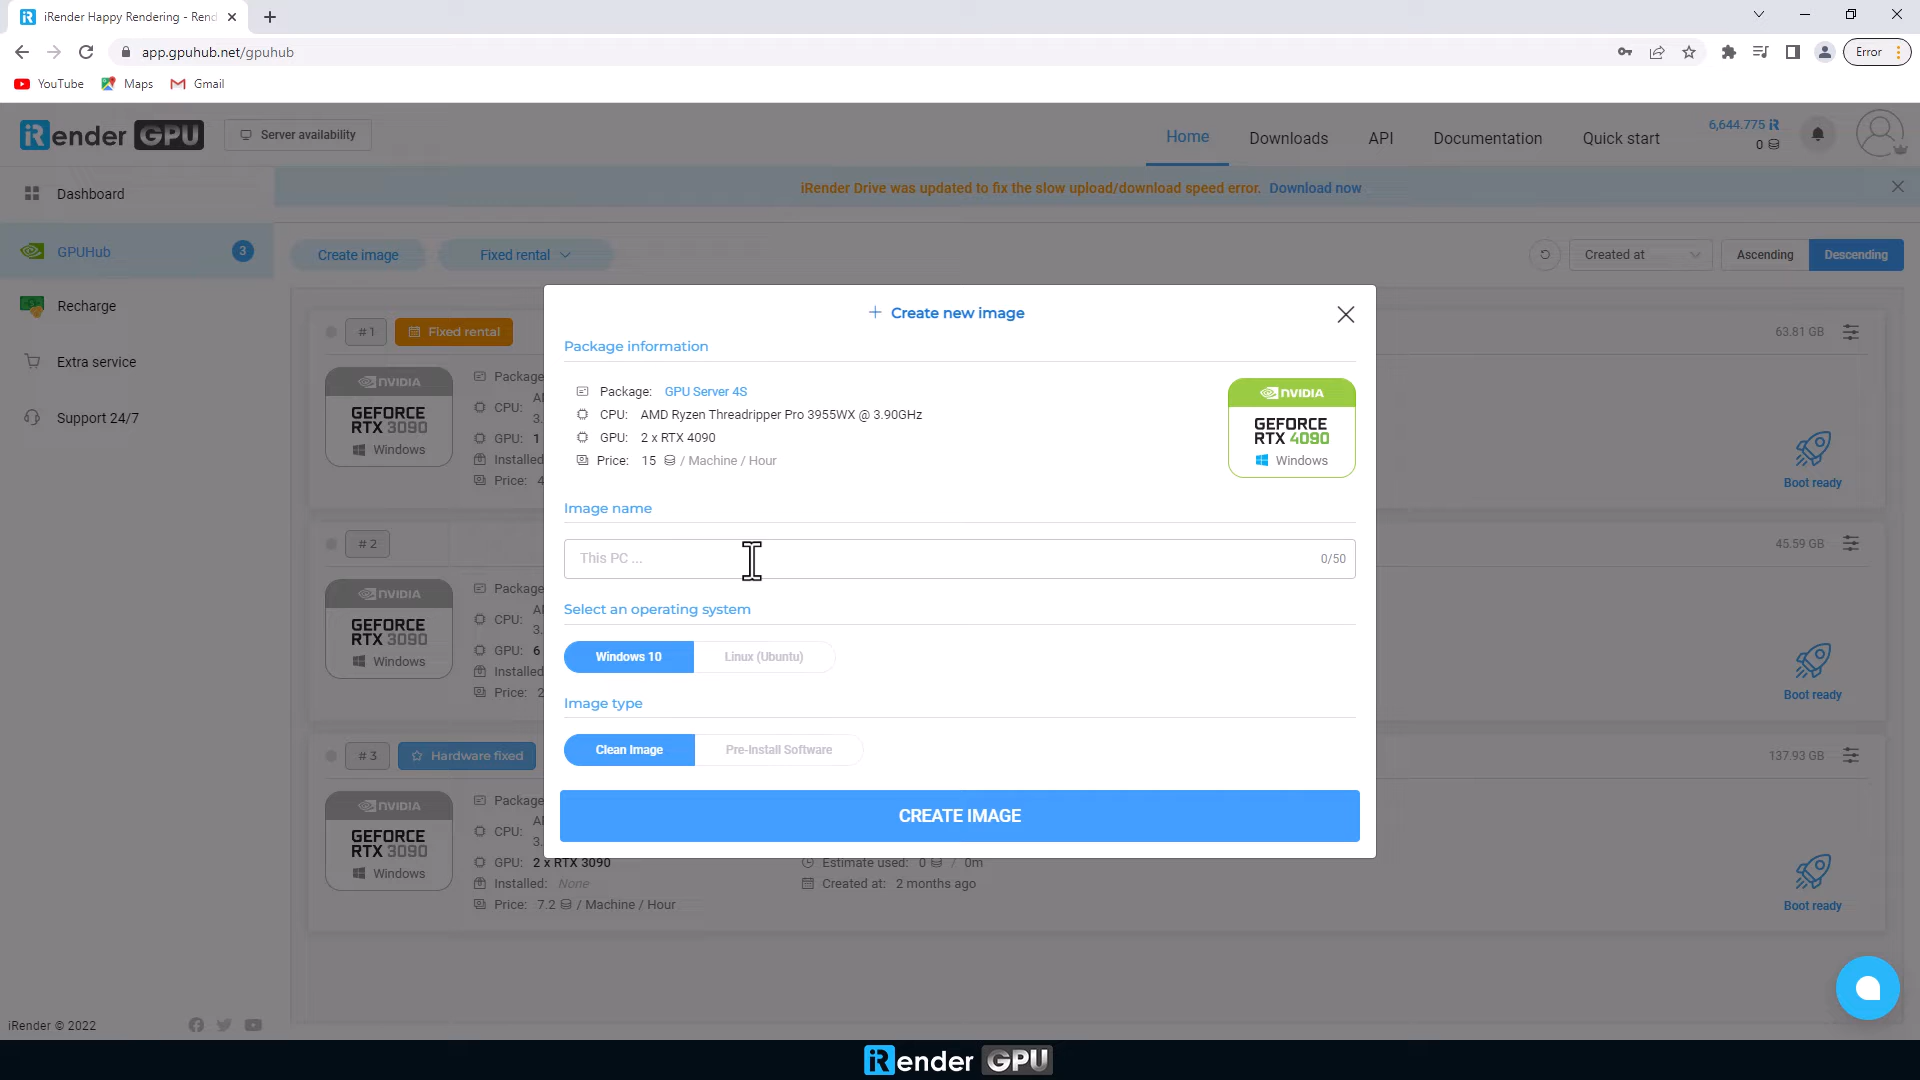 iRender Happy Rendering - Rend
app.gpuhub.net/gpuhub
Error
YouTube
Maps
Gmail
iRender GPU
Server availability
Home
Downloads
API
Documentation
Quick start
6,644.775
0
Dashboard
iRender Drive was updated to fix the slow upload/download speed error. Download now
GPUHub
3
Create image
Fixed rental
Created at
Ascending
Descending
Recharge
Extra service
Support 24/7
# 1
Fixed rental
63.81 GB
NVIDIA
GEFORCE
RTX 3090
Windows
Package
CPU:
3.
GPU: 1
Installed
Price: 4
Boot ready
# 2
45.59 GB
NVIDIA
GEFORCE
RTX 3090
Windows
Package
CPU:
3.
GPU: 6
Installed
Price: 2
Boot ready
# 3
Hardware fixed
137.93 GB
NVIDIA
GEFORCE
RTX 3090
Windows
Package
CPU:
3.
GPU: 2 x RTX 3090
Installed: None
Price: 7.2 / Machine / Hour
Estimate used: 0 / 0m
Created at: 2 months ago
Boot ready
+ Create new image
Package information
Package: GPU Server 4S
CPU: AMD Ryzen Threadripper Pro 3955WX @ 3.90GHz
GPU: 2 x RTX 4090
Price: 15 / Machine / Hour
NVIDIA
GEFORCE
RTX 4090
Windows
Image name
This PC ...
0/50
Select an operating system
Windows 10
Linux (Ubuntu)
Image type
Clean Image
Pre-Install Software
CREATE IMAGE
iRender © 2022
iRender GPU